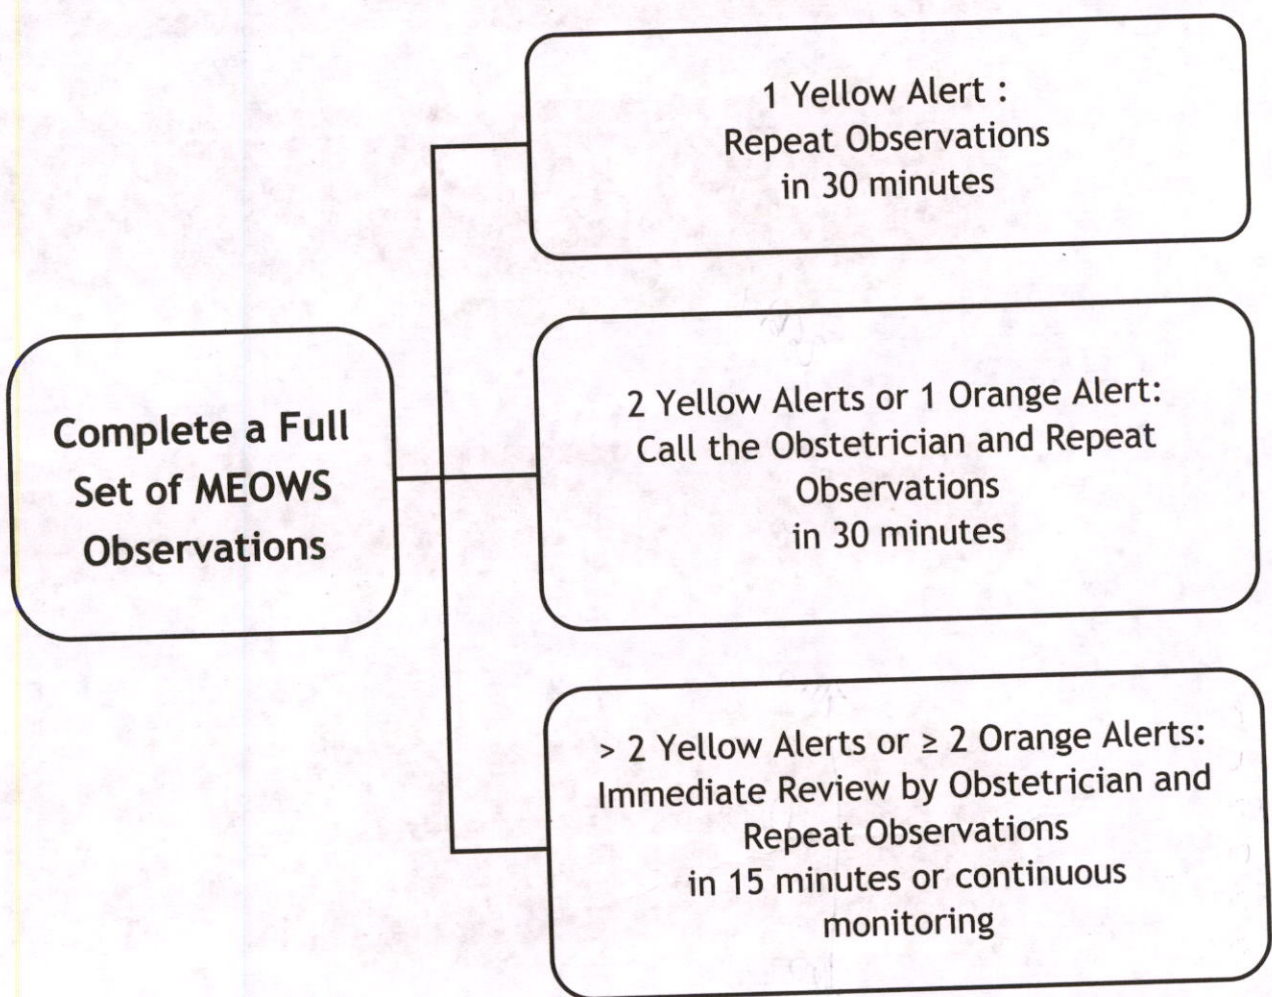 Complete a Full
Set of MEOWS
Observations
1 Yellow Alert :
Repeat Observations
in 30 minutes
2 Yellow Alerts or 1 Orange Alert:
Call the Obstetrician and Repeat
Observations
in 30 minutes
> 2 Yellow Alerts or ≥ 2 Orange Alerts:
Immediate Review by Obstetrician and
Repeat Observations
in 15 minutes or continuous
monitoring